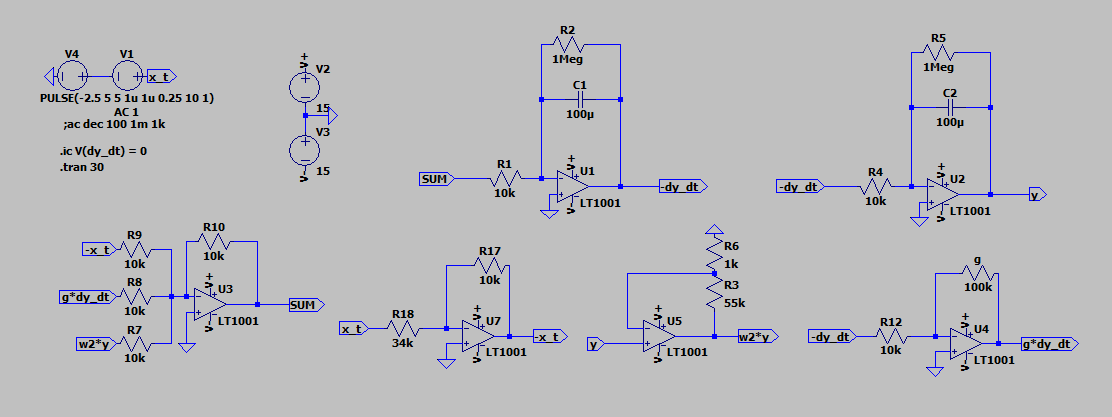 V4 V1
x_t
PULSE(-2.5 5 5 1u 1u 0.25 10 1)
AC 1
;ac dec 100 1m 1k
.ic V(dy_dt) = 0
.tran 30
V+
V2
15
V3
15
V-
R2
1Meg
C1
100µ
SUM
R1
10k
V+
U1
V-
LT1001
-dy_dt
R5
1Meg
C2
100µ
-dy_dt
R4
10k
V+
U2
V-
LT1001
y
-x_t
R9
10k
g*dy_dt
R8
10k
w2*y
R7
10k
R10
10k
V+
U3
V-
LT1001
SUM
x_t
R18
34k
R17
10k
V+
U7
V-
LT1001
-x_t
y
V+
U5
V-
LT1001
R6
1k
R3
55k
w2*y
-dy_dt
R12
10k
g
100k
V+
U4
V-
LT1001
g*dy_dt